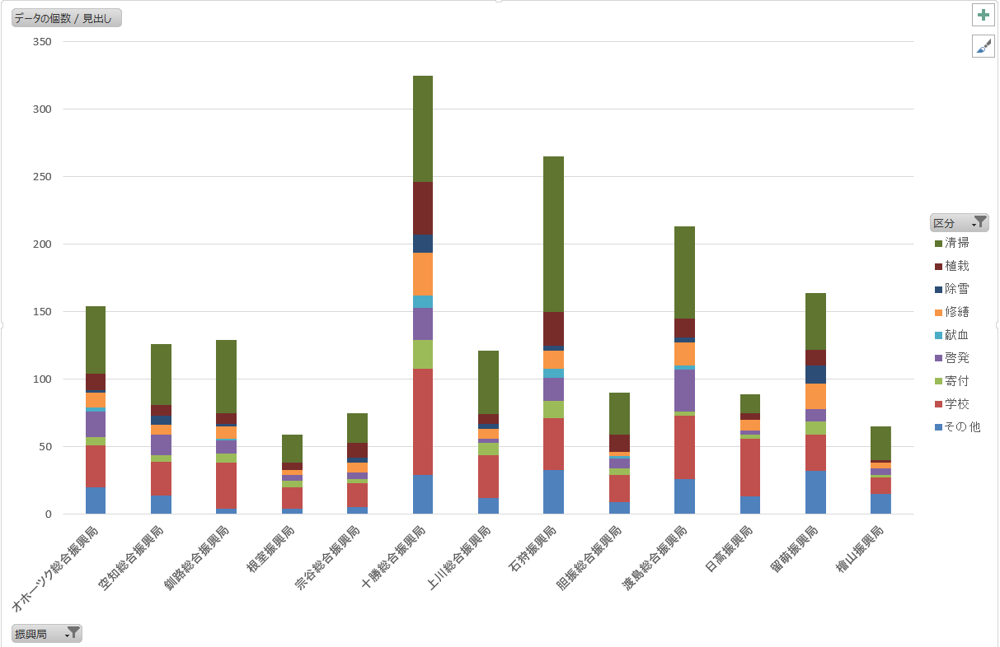 データの個数 / 見出し
350
300
250
200
150
100
50
0
オホーツク総合振興局
空知総合振興局
釧路総合振興局
根室振興局
宗谷総合振興局
十勝総合振興局
上川総合振興局
石狩振興局
胆振総合振興局
渡島総合振興局
日高振興局
留萌振興局
檜山振興局
区分
清掃
植栽
除雪
修繕
献血
啓発
寄付
学校
その他
振興局